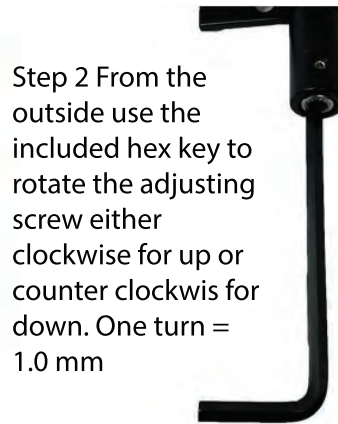 Step 2 From the
outside use the
included hex key to
rotate the adjusting
screw either
clockwise for up or
counter clockwis for
down. One turn =
1.0 mm